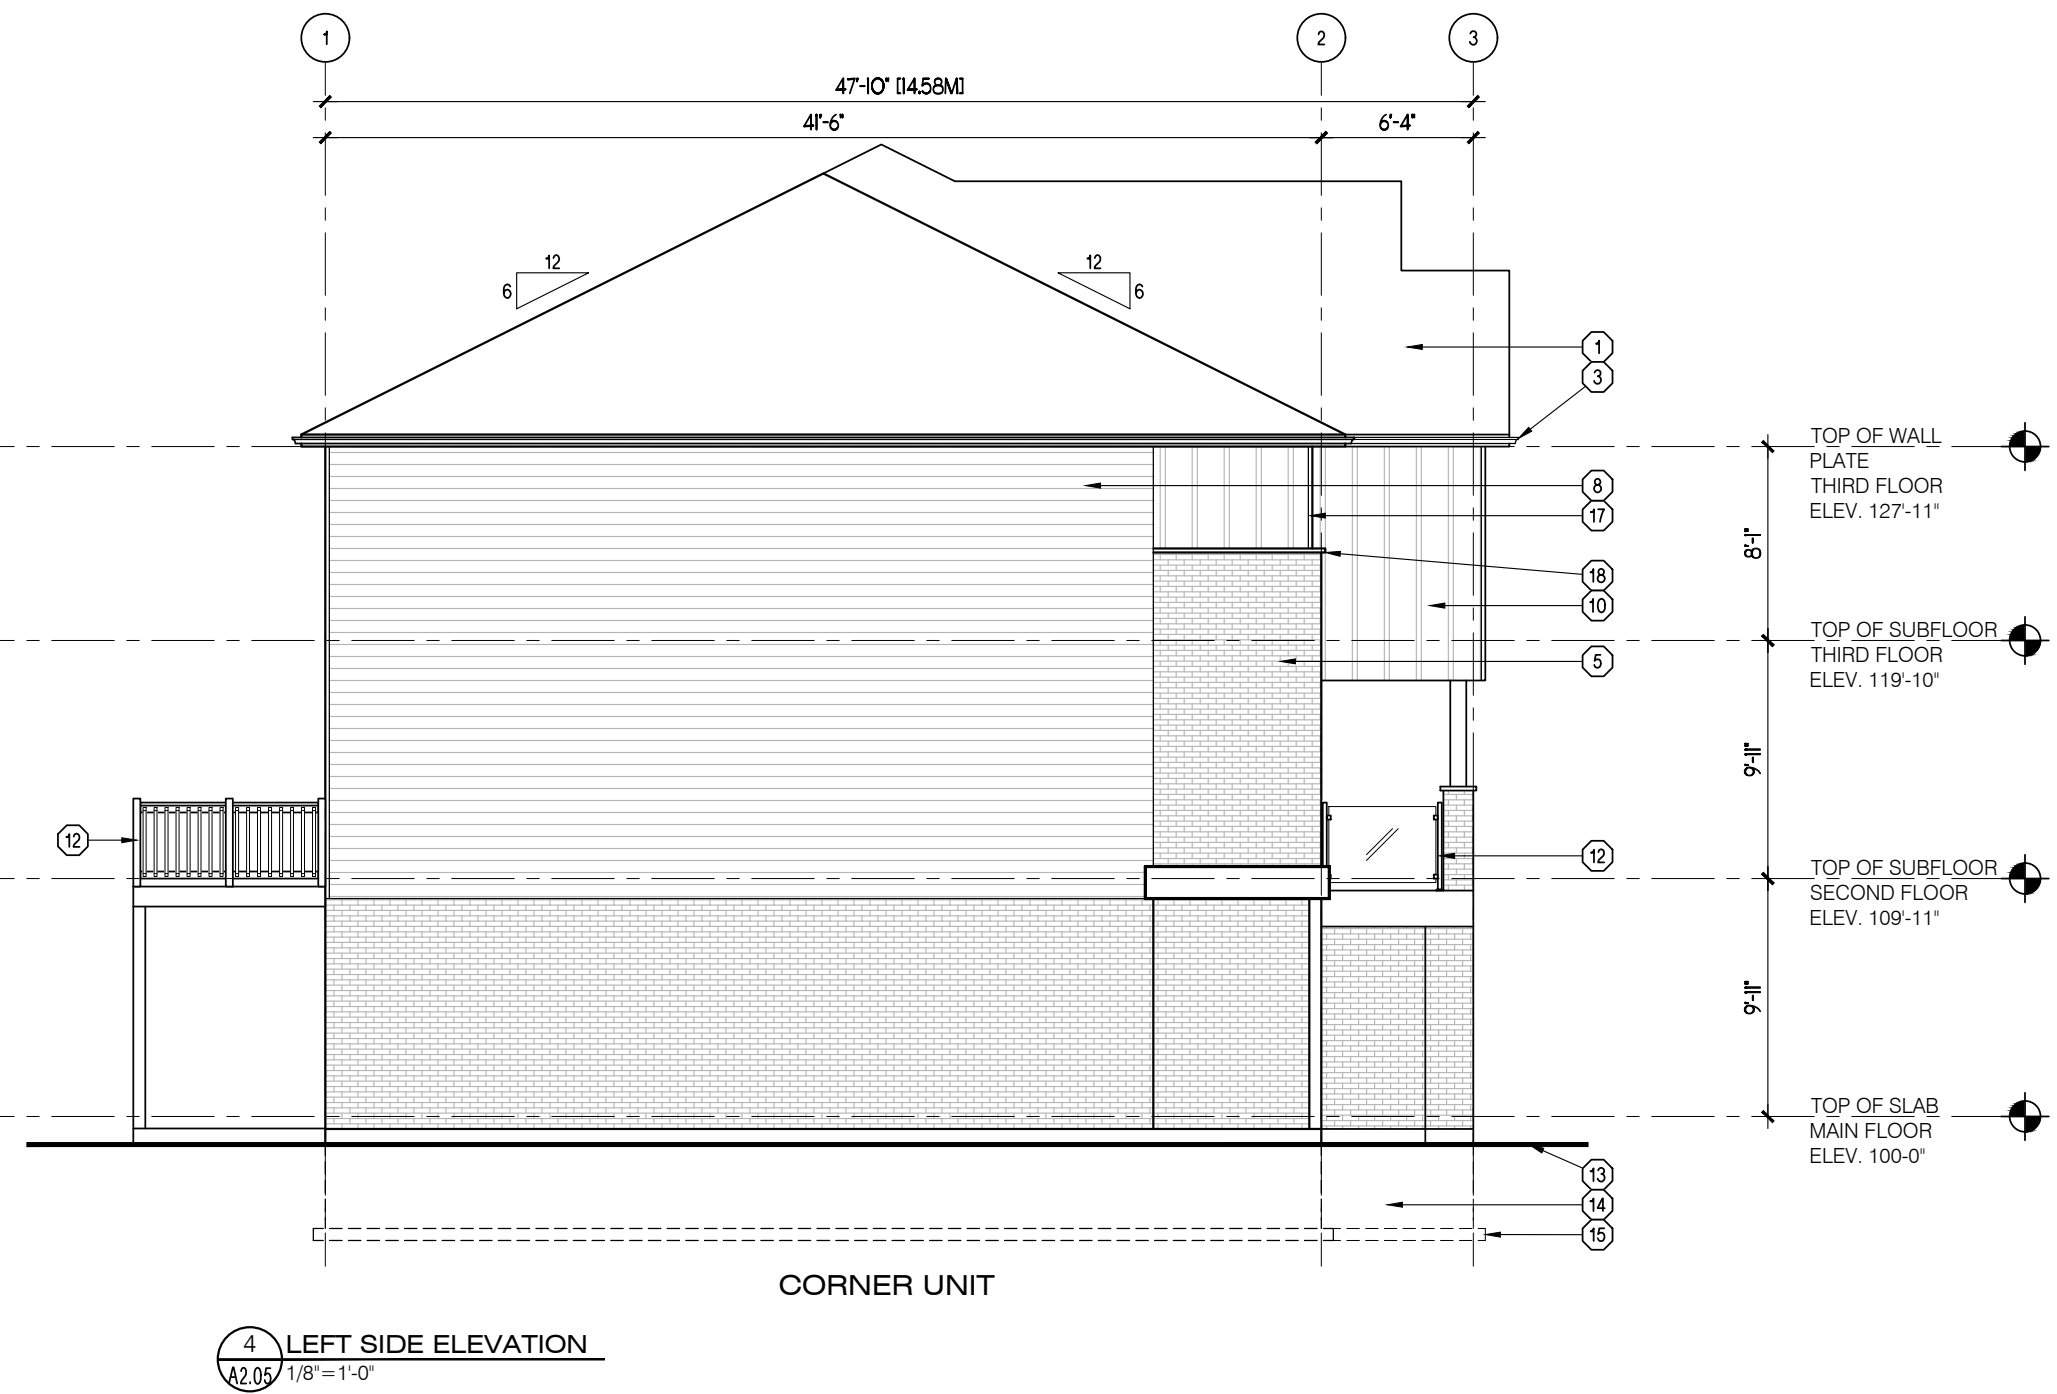 1
2
3
47'-10" [14.58M]
41'-6"
6'-4"
12
6
12
6
1
3
TOP OF WALL
PLATE
THIRD FLOOR
ELEV. 127'-11"
8
17
8'-1"
18
10
TOP OF SUBFLOOR
THIRD FLOOR
ELEV. 119'-10"
5
9'-11"
12
12
TOP OF SUBFLOOR
SECOND FLOOR
ELEV. 109'-11"
9'-11"
TOP OF SLAB
MAIN FLOOR
ELEV. 100-0"
13
14
15
CORNER UNIT
4
LEFT SIDE ELEVATION
A2.05
1/8"=1'-0"